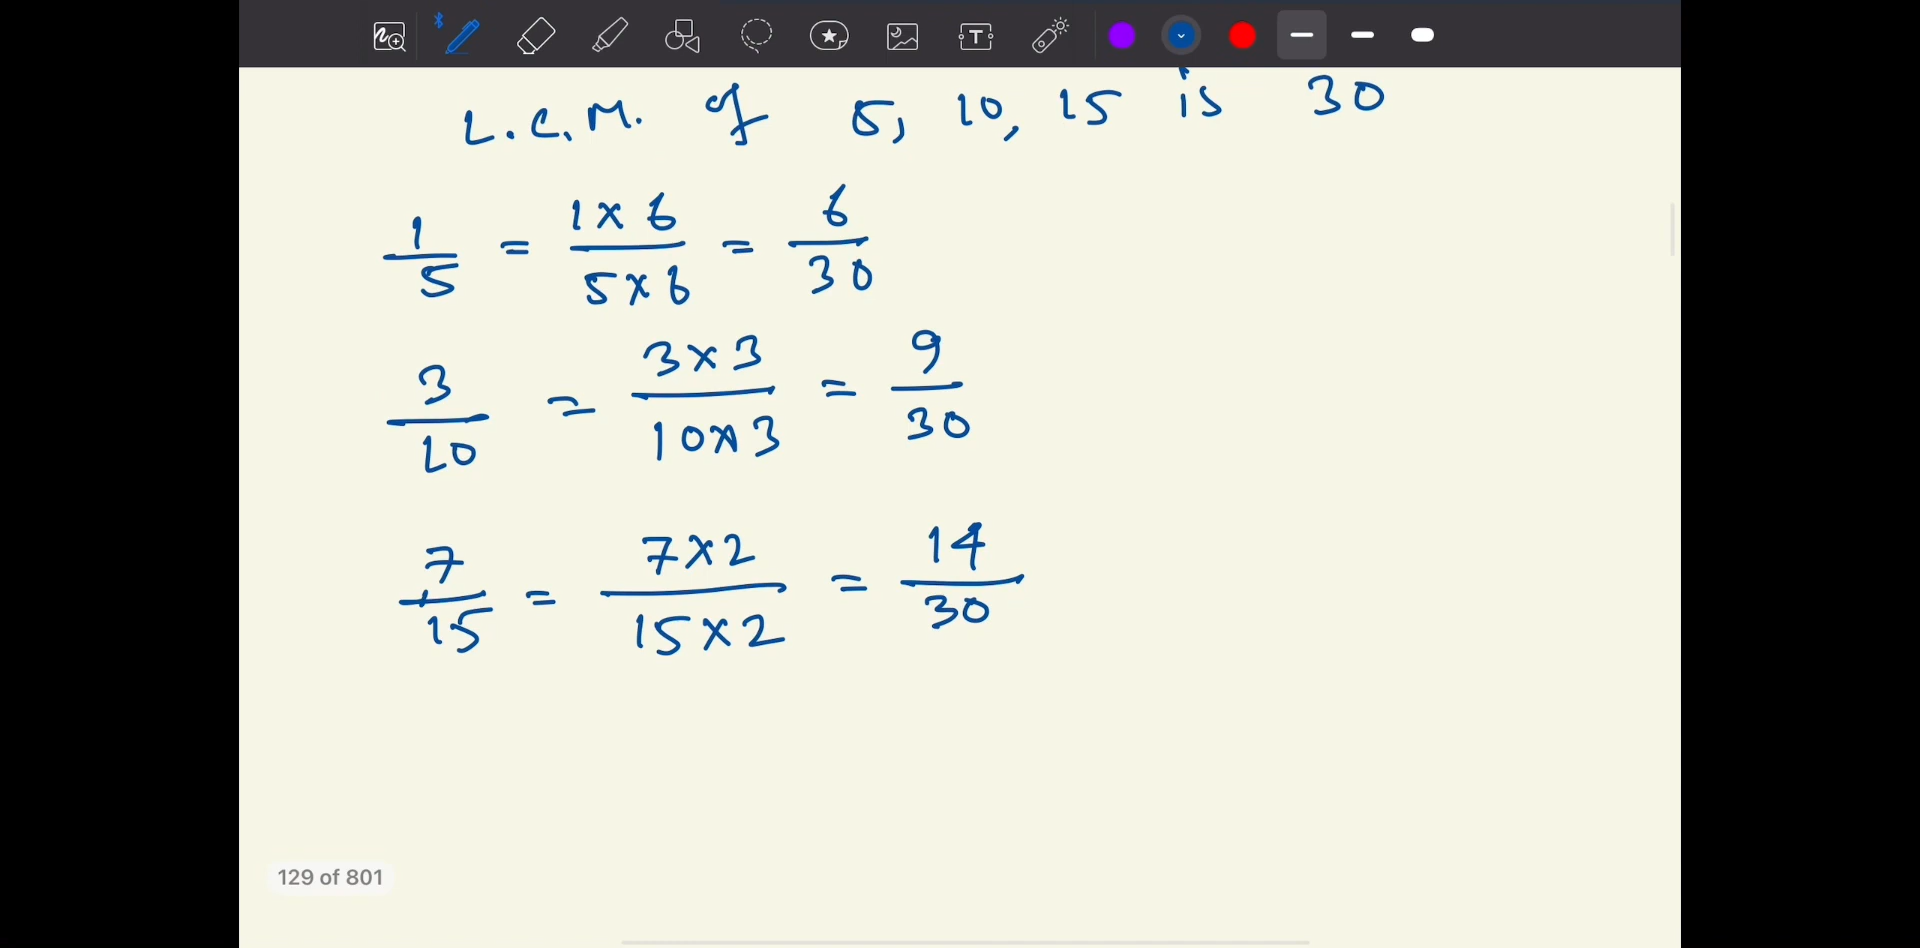 L.C.M. of 5, 10, 15 is 30
1/5 = 1×6/5×6 = 6/30
3/10 = 3×3/10×3 = 9/30
7/15 = 7×2/15×2 = 14/30
129 of 801